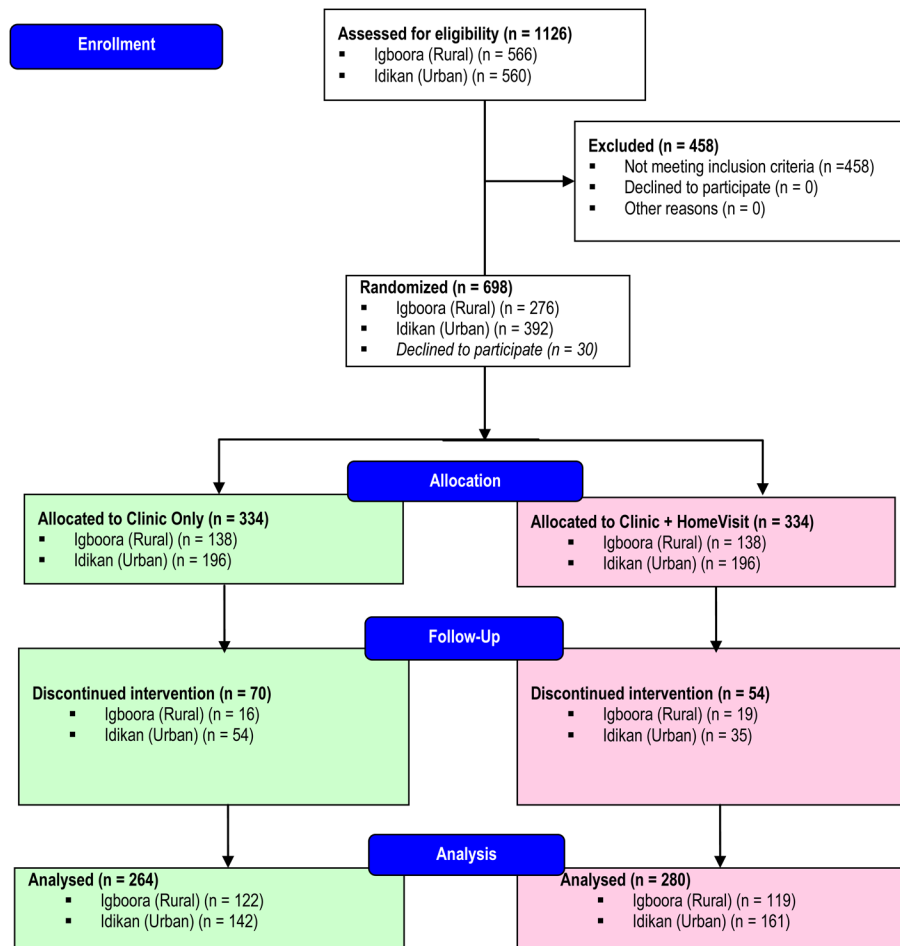 Enrollment
Assessed for eligibility (n = 1126)
▪ Igboora (Rural) (n = 566)
▪ Idikan (Urban) (n = 560)
Excluded (n = 458)
▪ Not meeting inclusion criteria (n =458)
▪ Declined to participate (n = 0)
▪ Other reasons (n = 0)
Randomized (n = 698)
▪ Igboora (Rural) (n = 276)
▪ Idikan (Urban) (n = 392)
▪ Declined to participate (n = 30)
Allocation
Allocated to Clinic Only (n = 334)
▪ Igboora (Rural) (n = 138)
▪ Idikan (Urban) (n = 196)
Allocated to Clinic + HomeVisit (n = 334)
▪ Igboora (Rural) (n = 138)
▪ Idikan (Urban) (n = 196)
Follow-Up
Discontinued intervention (n = 70)
▪ Igboora (Rural) (n = 16)
▪ Idikan (Urban) (n = 54)
Discontinued intervention (n = 54)
▪ Igboora (Rural) (n = 19)
▪ Idikan (Urban) (n = 35)
Analysis
Analysed (n = 264)
▪ Igboora (Rural) (n = 122)
▪ Idikan (Urban) (n = 142)
Analysed (n = 280)
▪ Igboora (Rural) (n = 119)
▪ Idikan (Urban) (n = 161)